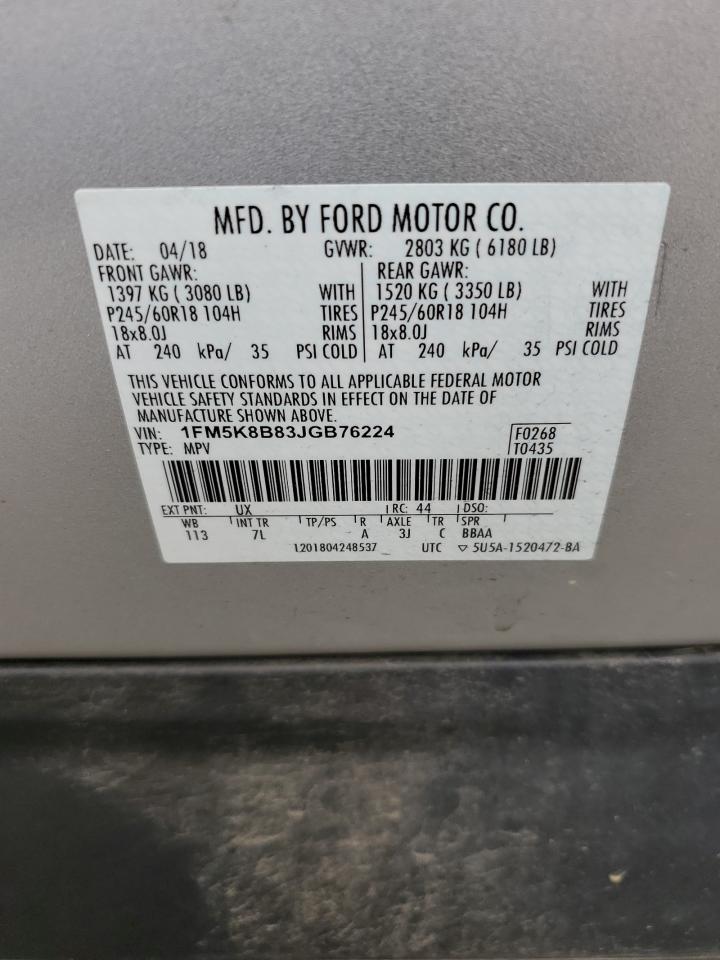 MFD. BY FORD MOTOR CO.
DATE: 04/18 GVWR: 2803 KG ( 6180 LB)
FRONT GAWR: REAR GAWR:
1397 KG ( 3080 LB) WITH 1520 KG ( 3350 LB) WITH
P245/60R18 104H TIRES P245/60R18 104H TIRES
18x8.0J RIMS 18x8.0J RIMS
AT 240 kPa/ 35 PSI COLD AT 240 kPa/ 35 PSI COLD
THIS VEHICLE CONFORMS TO ALL APPLICABLE FEDERAL MOTOR
VEHICLE SAFETY STANDARDS IN EFFECT ON THE DATE OF
MANUFACTURE SHOWN ABOVE.
VIN: 1FM5K8B83JGB76224 F0268
TYPE: MPV T0435
EXT PNT: UX RC: 44 DSO:
WB INT TR TP/PS R AXLE TR SPR
113 7L A 3J C BBAA
1201804248537 UTC ▽ 5U5A-1520472-BA